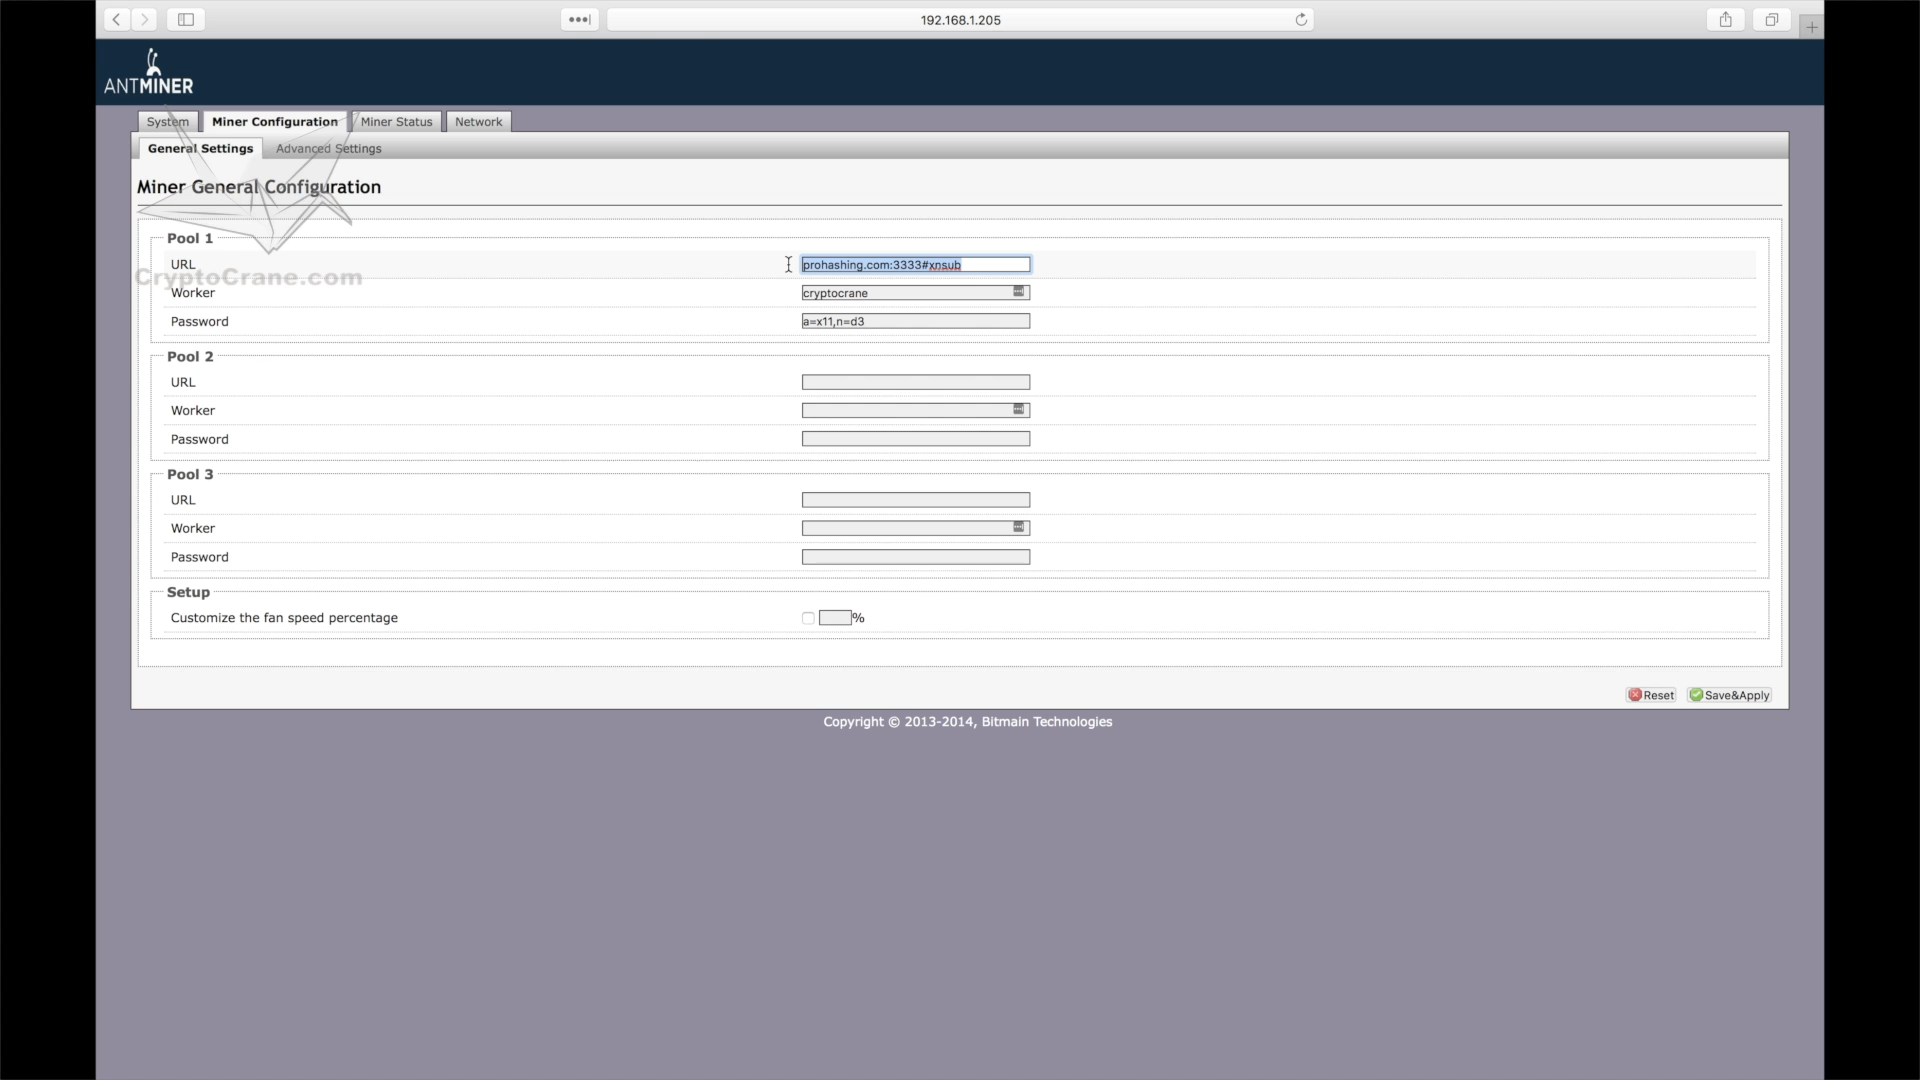 192.168.1.205
ANTMINER
System Miner Configuration Miner Status Network
General Settings Advanced Settings
Miner General Configuration
Pool 1
URL prohashing.com:3333#xnsub
CryptoCrane.com
Worker cryptocrane
Password a=x11,n=d3
Pool 2
URL
Worker
Password
Pool 3
URL
Worker
Password
Setup
Customize the fan speed percentage %
Reset Save&Apply
Copyright © 2013-2014, Bitmain Technologies